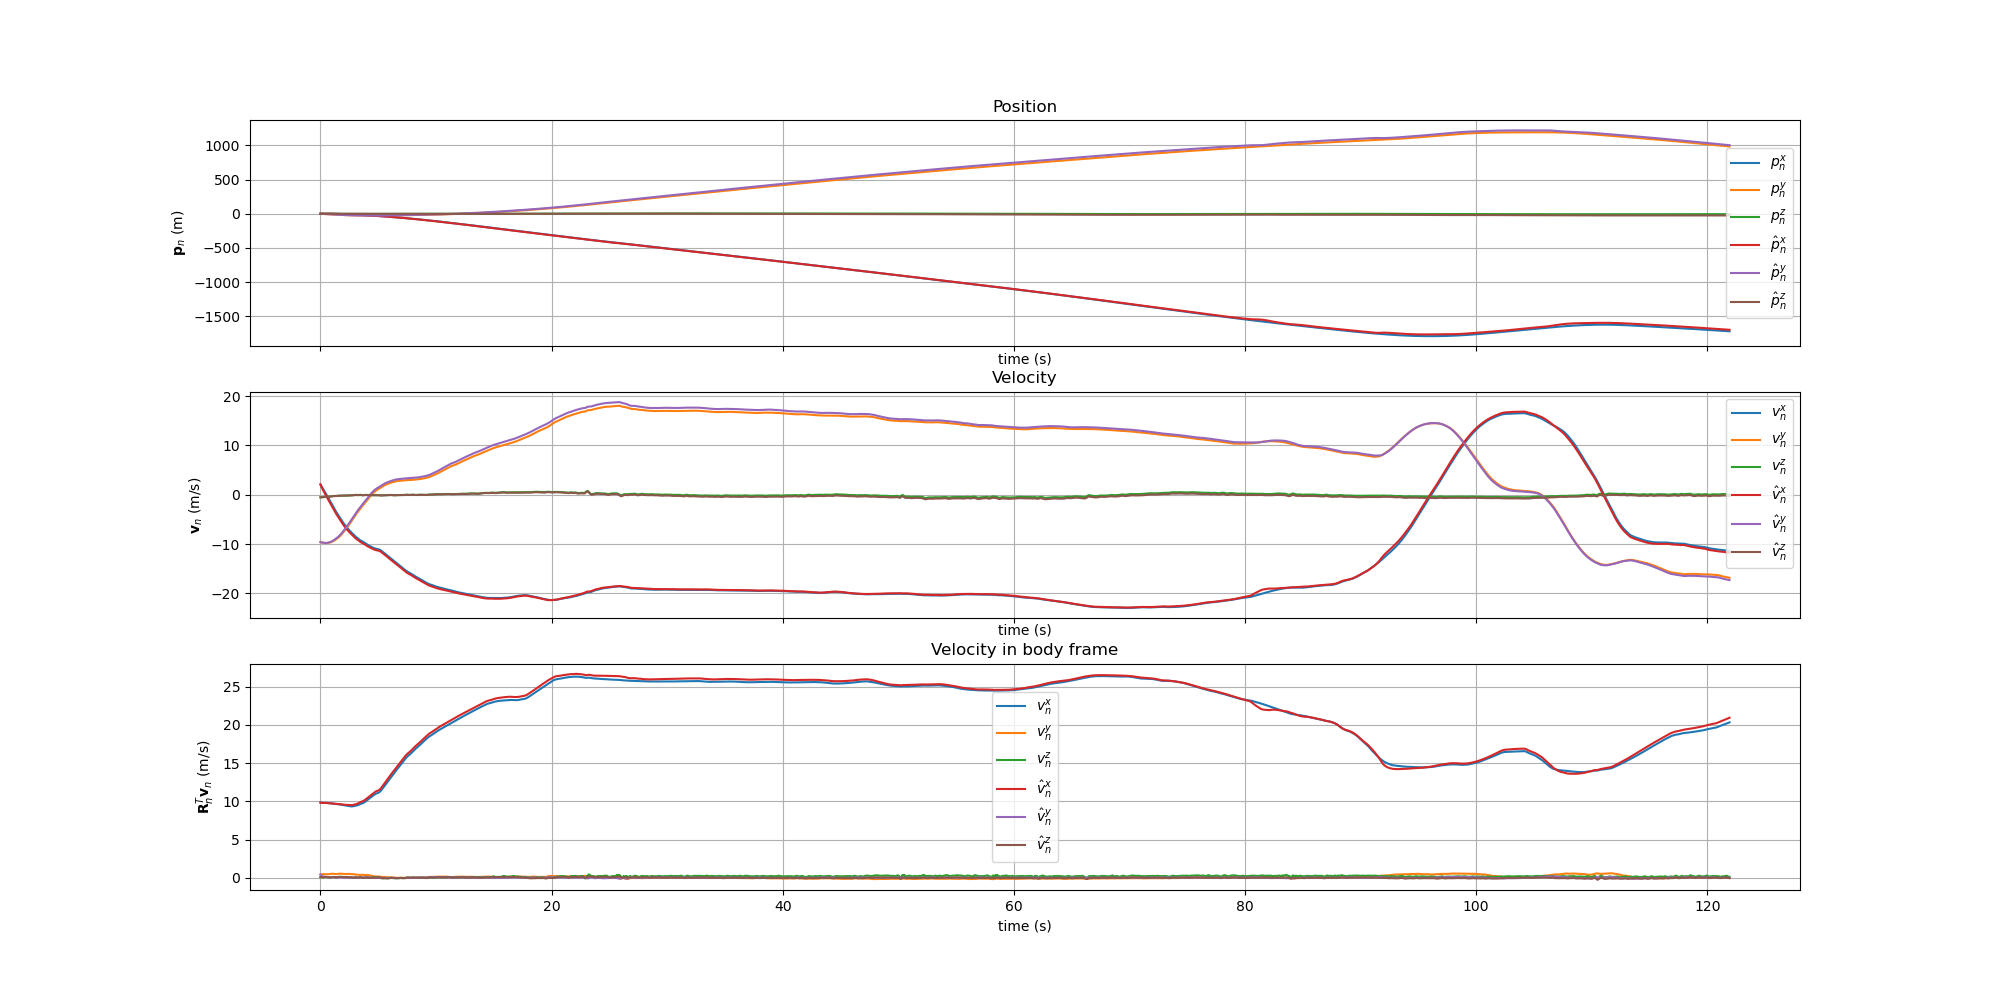 Position
1000
500
0
−500
−1000
−1500
p_n (m)
p_n^x
p_n^y
p_n^z
p̂_n^x
p̂_n^y
p̂_n^z
time (s)
Velocity
20
10
0
−10
−20
v_n (m/s)
v_n^x
v_n^y
v_n^z
v̂_n^x
v̂_n^y
v̂_n^z
time (s)
Velocity in body frame
25
20
15
10
5
0
R_n^T v_n (m/s)
v_n^x
v_n^y
v_n^z
v̂_n^x
v̂_n^y
v̂_n^z
0 20 40 60 80 100 120
time (s)